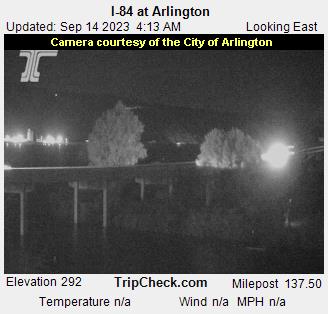 I-84 at Arlington
Updated: Sep 14 2023 4:13 AM Looking East
Camera courtesy of the City of Arlington
Elevation 292 TripCheck.com Milepost 137.50
Temperature n/a Wind n/a MPH n/a